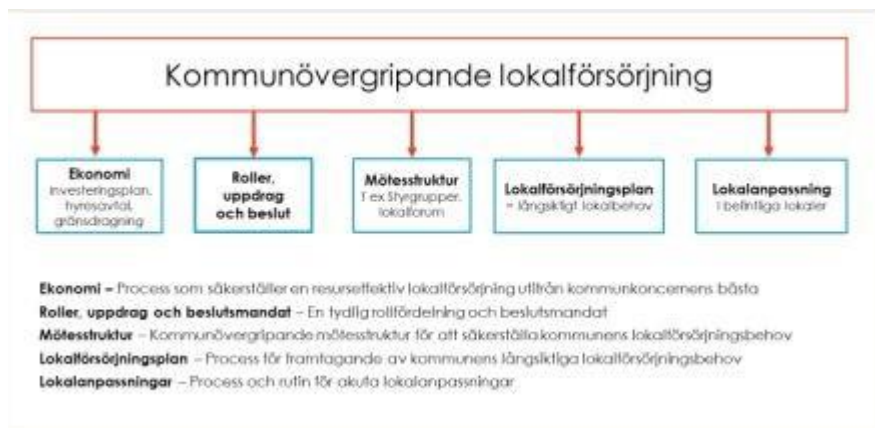 Kommunövergripande lokalförsörjning
Ekonomi
Investeringsplan,
hyresavtal,
gränsdragning
Roller,
uppdrag
och beslut
Mötesstruktur
T ex Styrgrupper,
lokalforum
Lokalförsörjningsplan
= långsiktigt lokalbehov
Lokalanpassning
I befintliga lokaler
Ekonomi – Process som säkerställer en resurseffektiv lokalförsörjning utifrån kommunkoncernens bästa
Roller, uppdrag och beslutsmandat – En tydlig rollfördelning och beslutsmandat
Mötesstruktur – Kommunövergripande mötesstruktur för att säkerställa kommunens lokalförsörjningsbehov
Lokalförsörjningsplan – Process för framtagande av kommunens långsiktiga lokalförsörjningsbehov
Lokalanpassningar – Process och rutin för akuta lokalanpassningar